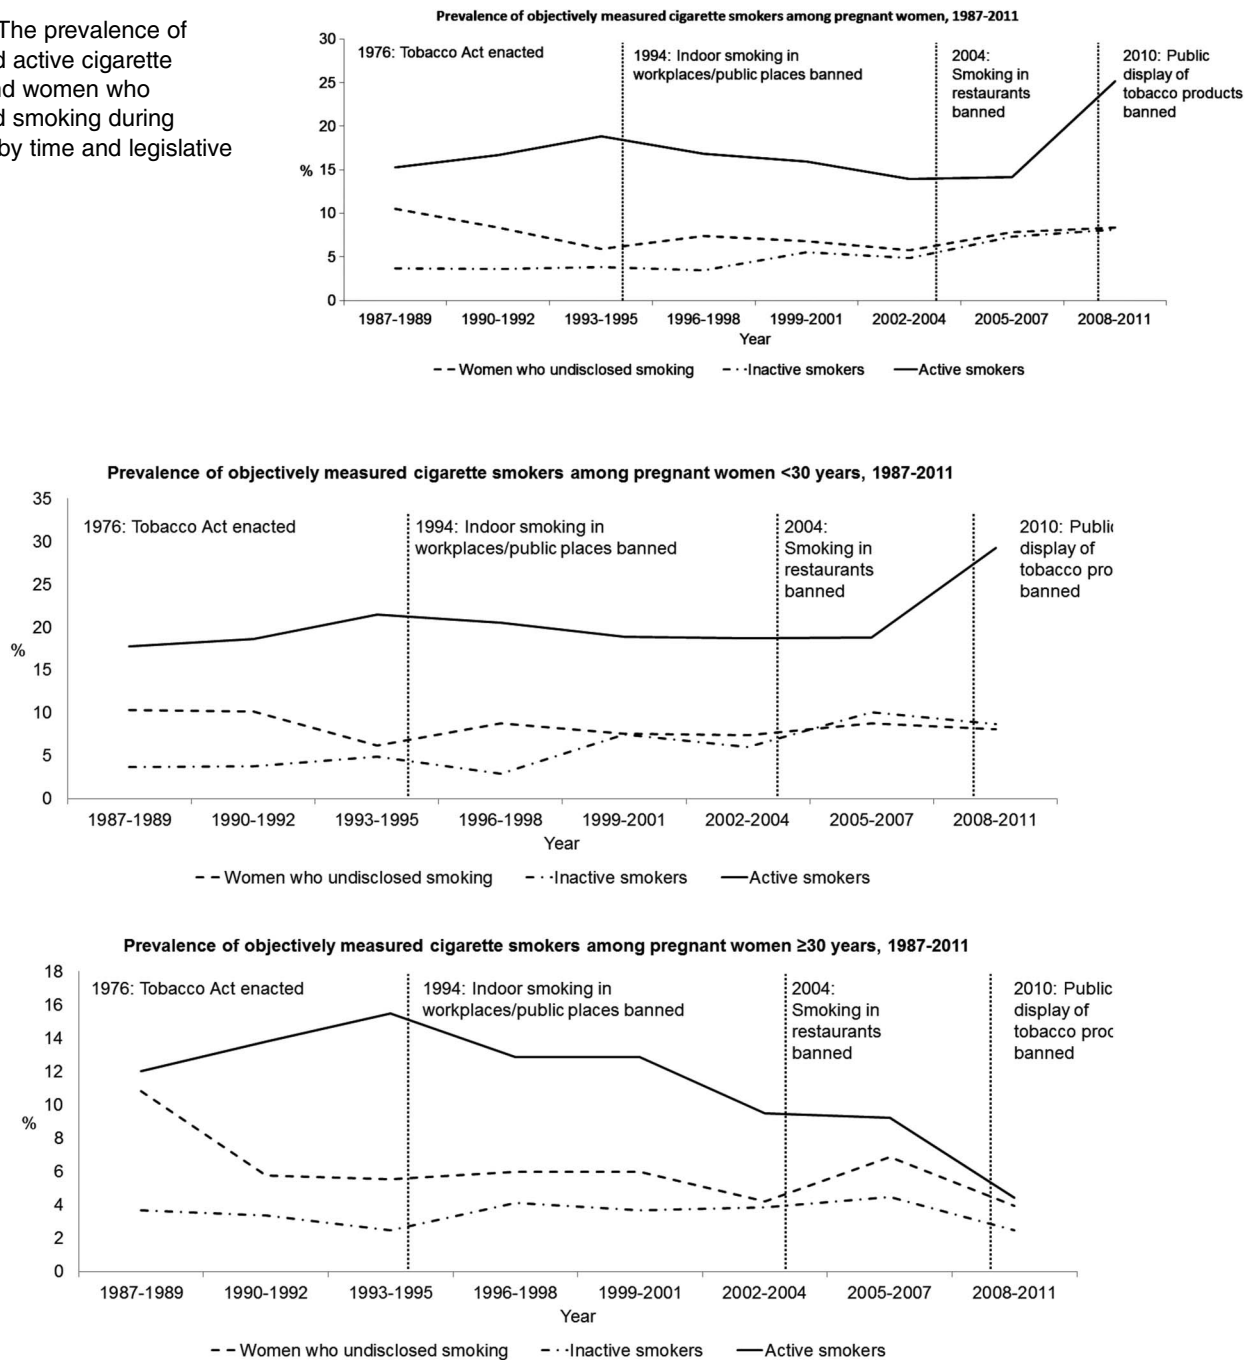 The prevalence of
d active cigarette
nd women who
d smoking during
by time and legislative
Prevalence of objectively measured cigarette smokers among pregnant women, 1987-2011
30
25
20
% 15
10
5
0
1976: Tobacco Act enacted
1994: Indoor smoking in
workplaces/public places banned
2004:
Smoking in
restaurants
banned
2010: Public
display of
tobacco products
banned
1987-1989 1990-1992 1993-1995 1996-1998 1999-2001 2002-2004 2005-2007 2008-2011
Year
Women who undisclosed smoking Inactive smokers Active smokers
Prevalence of objectively measured cigarette smokers among pregnant women <30 years, 1987-2011
35
30
25
20
%
15
10
5
0
1976: Tobacco Act enacted
1994: Indoor smoking in
workplaces/public places banned
2004:
Smoking in
restaurants
banned
2010: Public
display of
tobacco pro
banned
1987-1989 1990-1992 1993-1995 1996-1998 1999-2001 2002-2004 2005-2007 2008-2011
Year
Women who undisclosed smoking Inactive smokers Active smokers
Prevalence of objectively measured cigarette smokers among pregnant women ≥30 years, 1987-2011
18
16
14
12
10
%
8
6
4
2
0
1976: Tobacco Act enacted
1994: Indoor smoking in
workplaces/public places banned
2004:
Smoking in
restaurants
banned
2010: Public
display of
tobacco proc
banned
1987-1989 1990-1992 1993-1995 1996-1998 1999-2001 2002-2004 2005-2007 2008-2011
Year
Women who undisclosed smoking Inactive smokers Active smokers